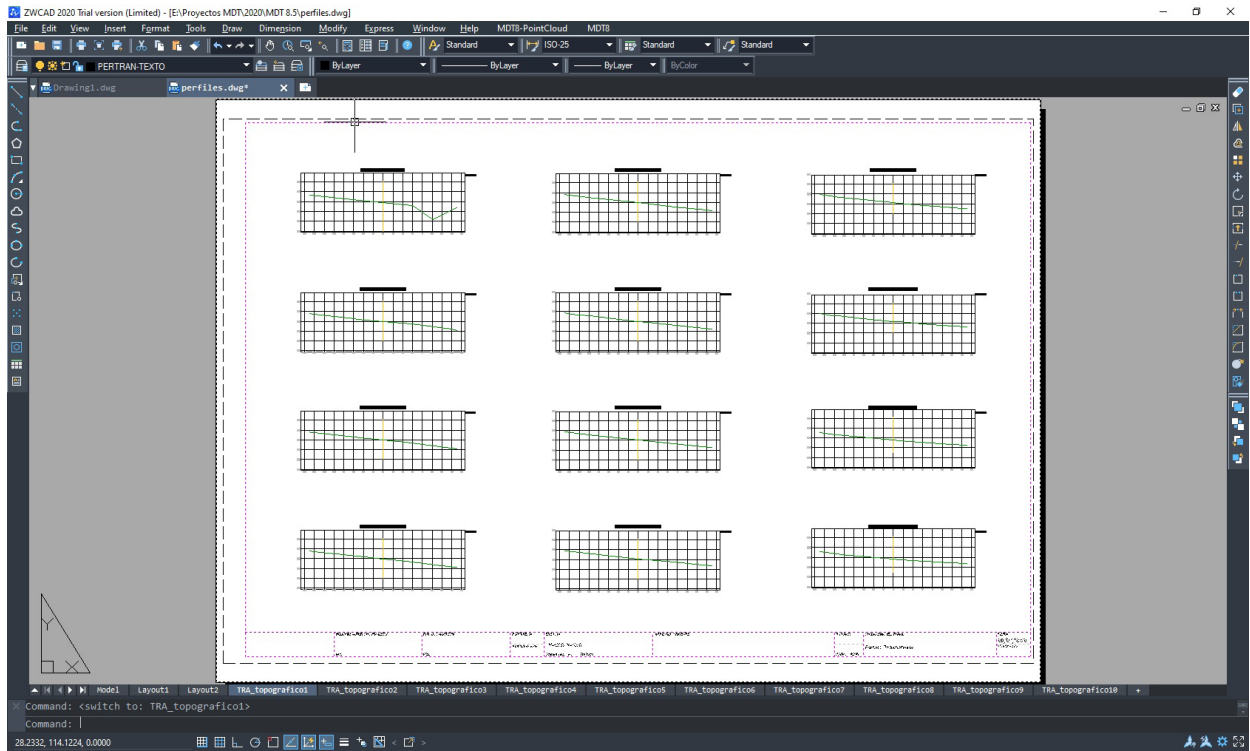 ZWCAD 2020 Trial version (Limited) - [E:\Proyectos MDT\2020\MDT 8.5\perfiles.dwg]
File Edit View Insert Format Tools Draw Dimension Modify Express Window Help MDT8-PointCloud MDT8
Standard ISO-25 Standard Standard
PERTRAN-TEXTO ByLayer ByLayer ByLayer ByColor
Drawing1.dwg perfiles.dwg*
Y
X
Model Layout1 Layout2 TRA_topografico1 TRA_topografico2 TRA_topografico3 TRA_topografico4 TRA_topografico5 TRA_topografico6 TRA_topografico7 TRA_topografico8 TRA_topografico9 TRA_topografico10 +
Command: <switch to: TRA_topografico1>
Command:
28.2332, 114.1224, 0.0000